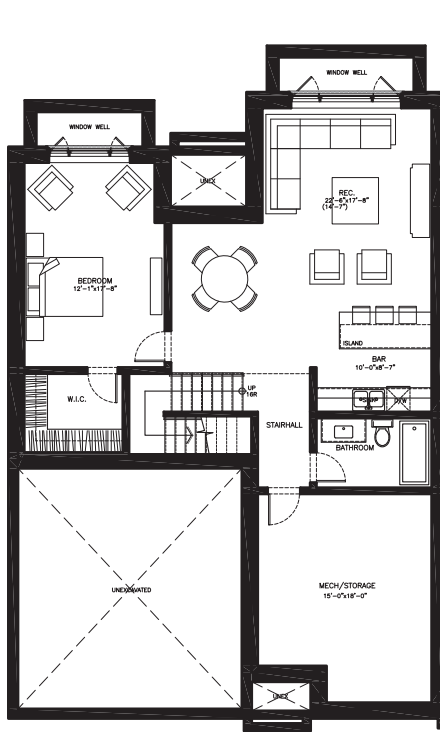 WINDOW WELL
WINDOW WELL
UNEX
REC.
22'-6"x17'-8"
(14'-7")
BEDROOM
12'-1"x17'-8"
ISLAND
BAR
10'-0"x8'-7"
UP
16R
W.I.C.
D/W
STAIRHALL
BATHROOM
MECH/STORAGE
15'-0"x18'-0"
UNEXCAVATED
UNEX